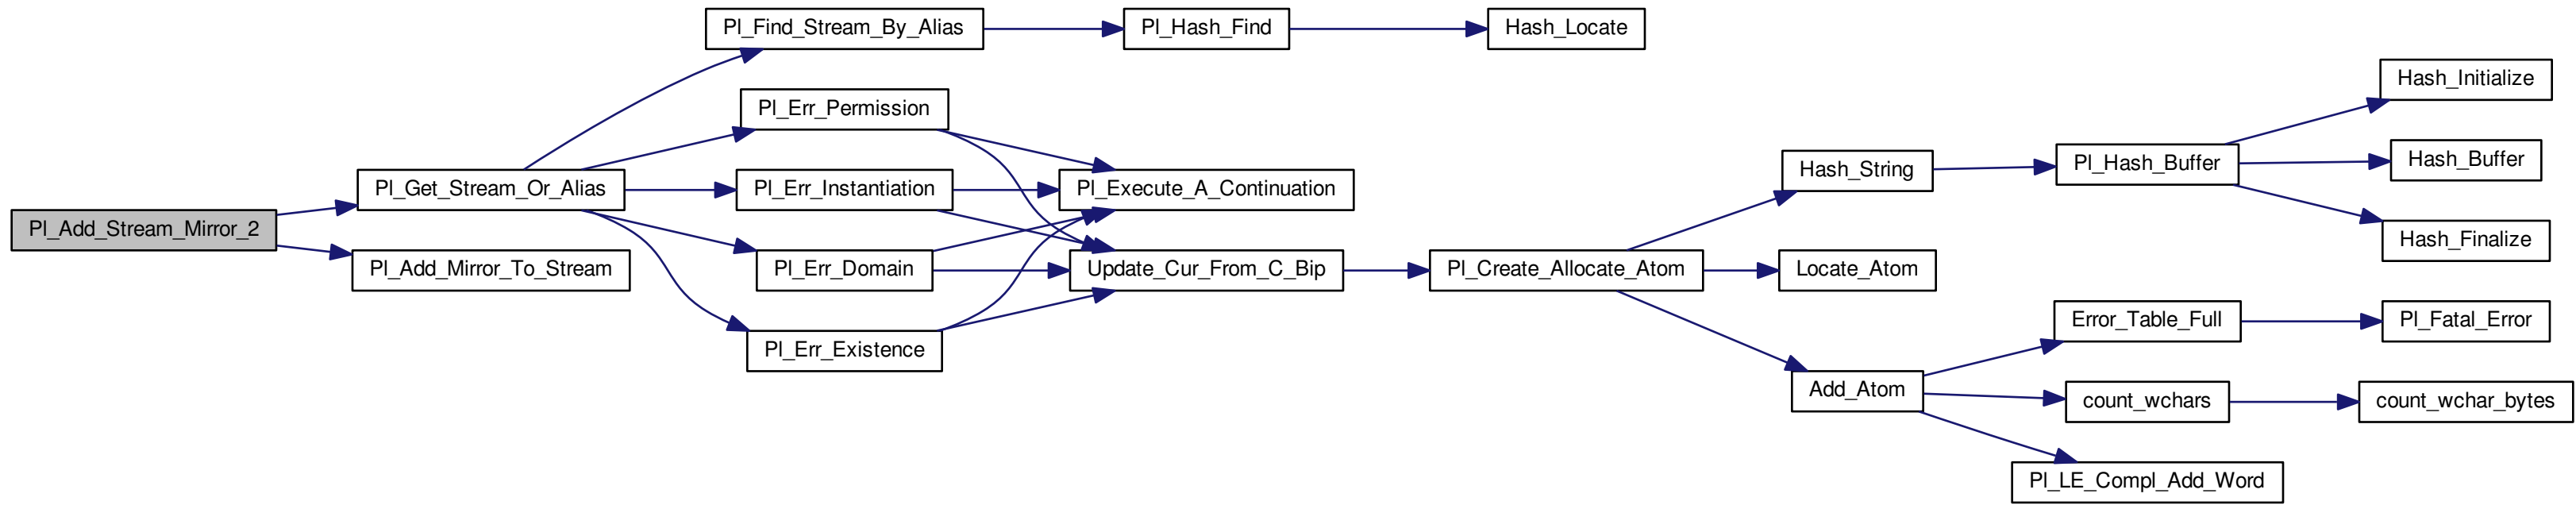 Pl_Add_Stream_Mirror_2
Pl_Get_Stream_Or_Alias
Pl_Add_Mirror_To_Stream
Pl_Find_Stream_By_Alias
Pl_Err_Permission
Pl_Err_Instantiation
Pl_Err_Domain
Pl_Err_Existence
Pl_Hash_Find
Pl_Execute_A_Continuation
Update_Cur_From_C_Bip
Hash_Locate
Pl_Create_Allocate_Atom
Hash_String
Locate_Atom
Add_Atom
Pl_Hash_Buffer
Error_Table_Full
count_wchars
Pl_LE_Compl_Add_Word
Hash_Initialize
Hash_Buffer
Hash_Finalize
Pl_Fatal_Error
count_wchar_bytes